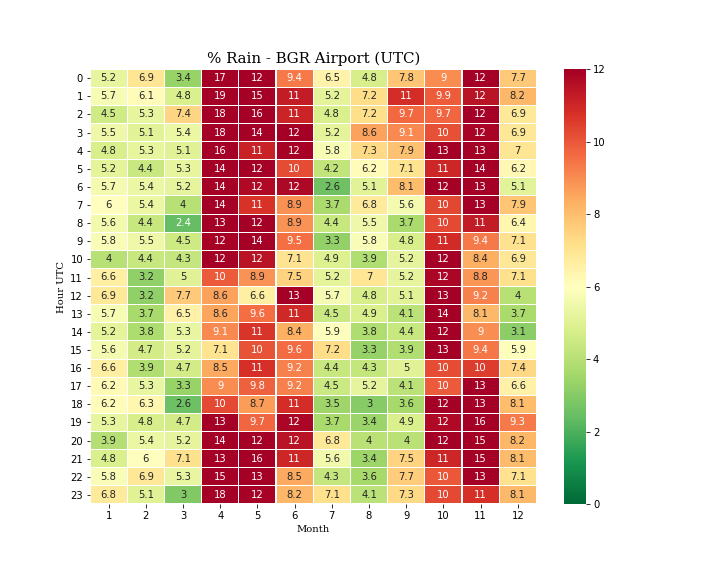 % Rain - BGR Airport (UTC)
0 5.2 6.9 3.4 17 12 9.4 6.5 4.8 7.8 9 12 7.7
1 5.7 6.1 4.8 19 15 11 5.2 7.2 11 9.9 12 8.2
2 4.5 5.3 7.4 18 16 11 4.8 7.2 9.7 9.7 12 6.9
3 5.5 5.1 5.4 18 14 12 5.2 8.6 9.1 10 12 6.9
4 4.8 5.3 5.1 16 11 12 5.8 7.3 7.9 13 13 7
5 5.2 4.4 5.3 14 12 10 4.2 6.2 7.1 11 14 6.2
6 5.7 5.4 5.2 14 12 12 2.6 5.1 8.1 12 13 5.1
7 6 5.4 4 14 11 8.9 3.7 6.8 5.6 10 13 7.9
8 5.6 4.4 2.4 13 12 8.9 4.4 5.5 3.7 10 11 6.4
9 5.8 5.5 4.5 12 14 9.5 3.3 5.8 4.8 11 9.4 7.1
10 4 4.4 4.3 12 12 7.1 4.9 3.9 5.2 12 8.4 6.9
11 6.6 3.2 5 10 8.9 7.5 5.2 7 5.2 12 8.8 7.1
12 6.9 3.2 7.7 8.6 6.6 13 5.7 4.8 5.1 13 9.2 4
13 5.7 3.7 6.5 8.6 9.6 11 4.5 4.9 4.1 14 8.1 3.7
14 5.2 3.8 5.3 9.1 11 8.4 5.9 3.8 4.4 12 9 3.1
15 5.6 4.7 5.2 7.1 10 9.6 7.2 3.3 3.9 13 9.4 5.9
16 6.6 3.9 4.7 8.5 11 9.2 4.4 4.3 5 10 10 7.4
17 6.2 5.3 3.3 9 9.8 9.2 4.5 5.2 4.1 10 13 6.6
18 6.2 6.3 2.6 10 8.7 11 3.5 3 3.6 12 13 8.1
19 5.3 4.8 4.7 13 9.7 12 3.7 3.4 4.9 12 16 9.3
20 3.9 5.4 5.2 14 12 12 6.8 4 4 12 15 8.2
21 4.8 6 7.1 13 16 11 5.6 3.4 7.5 11 15 8.1
22 5.8 6.9 5.3 15 13 8.5 4.3 3.6 7.7 10 13 7.1
23 6.8 5.1 3 18 12 8.2 7.1 4.1 7.3 10 11 8.1
1 2 3 4 5 6 7 8 9 10 11 12
Month
Hour UTC
12
10
8
6
4
2
0